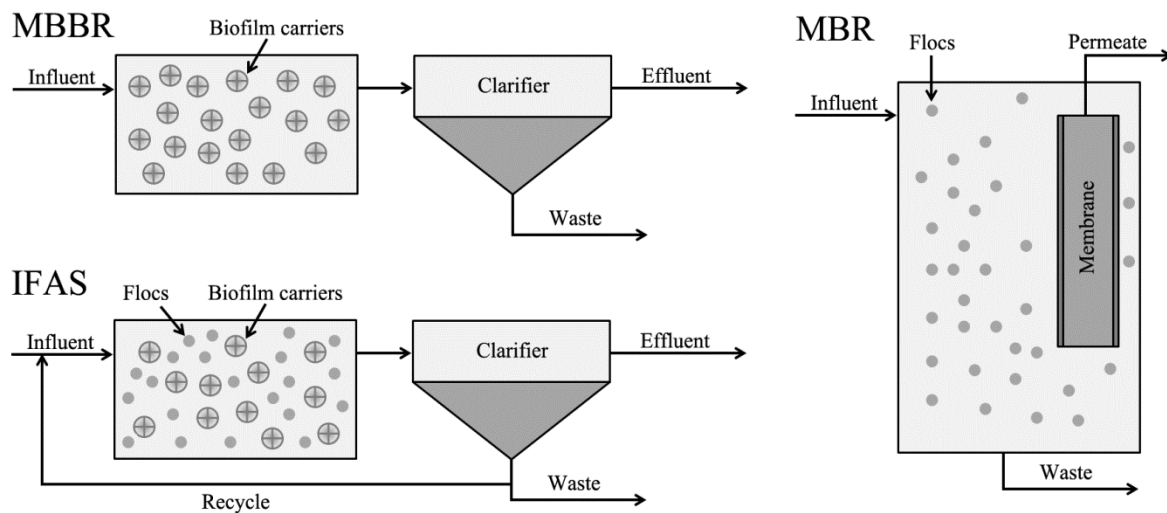 MBBR
Biofilm carriers
Influent
Clarifier
Effluent
Waste
IFAS
Flocs
Biofilm carriers
Influent
Clarifier
Effluent
Waste
Recycle
MBR
Flocs
Permeate
Influent
Membrane
Waste